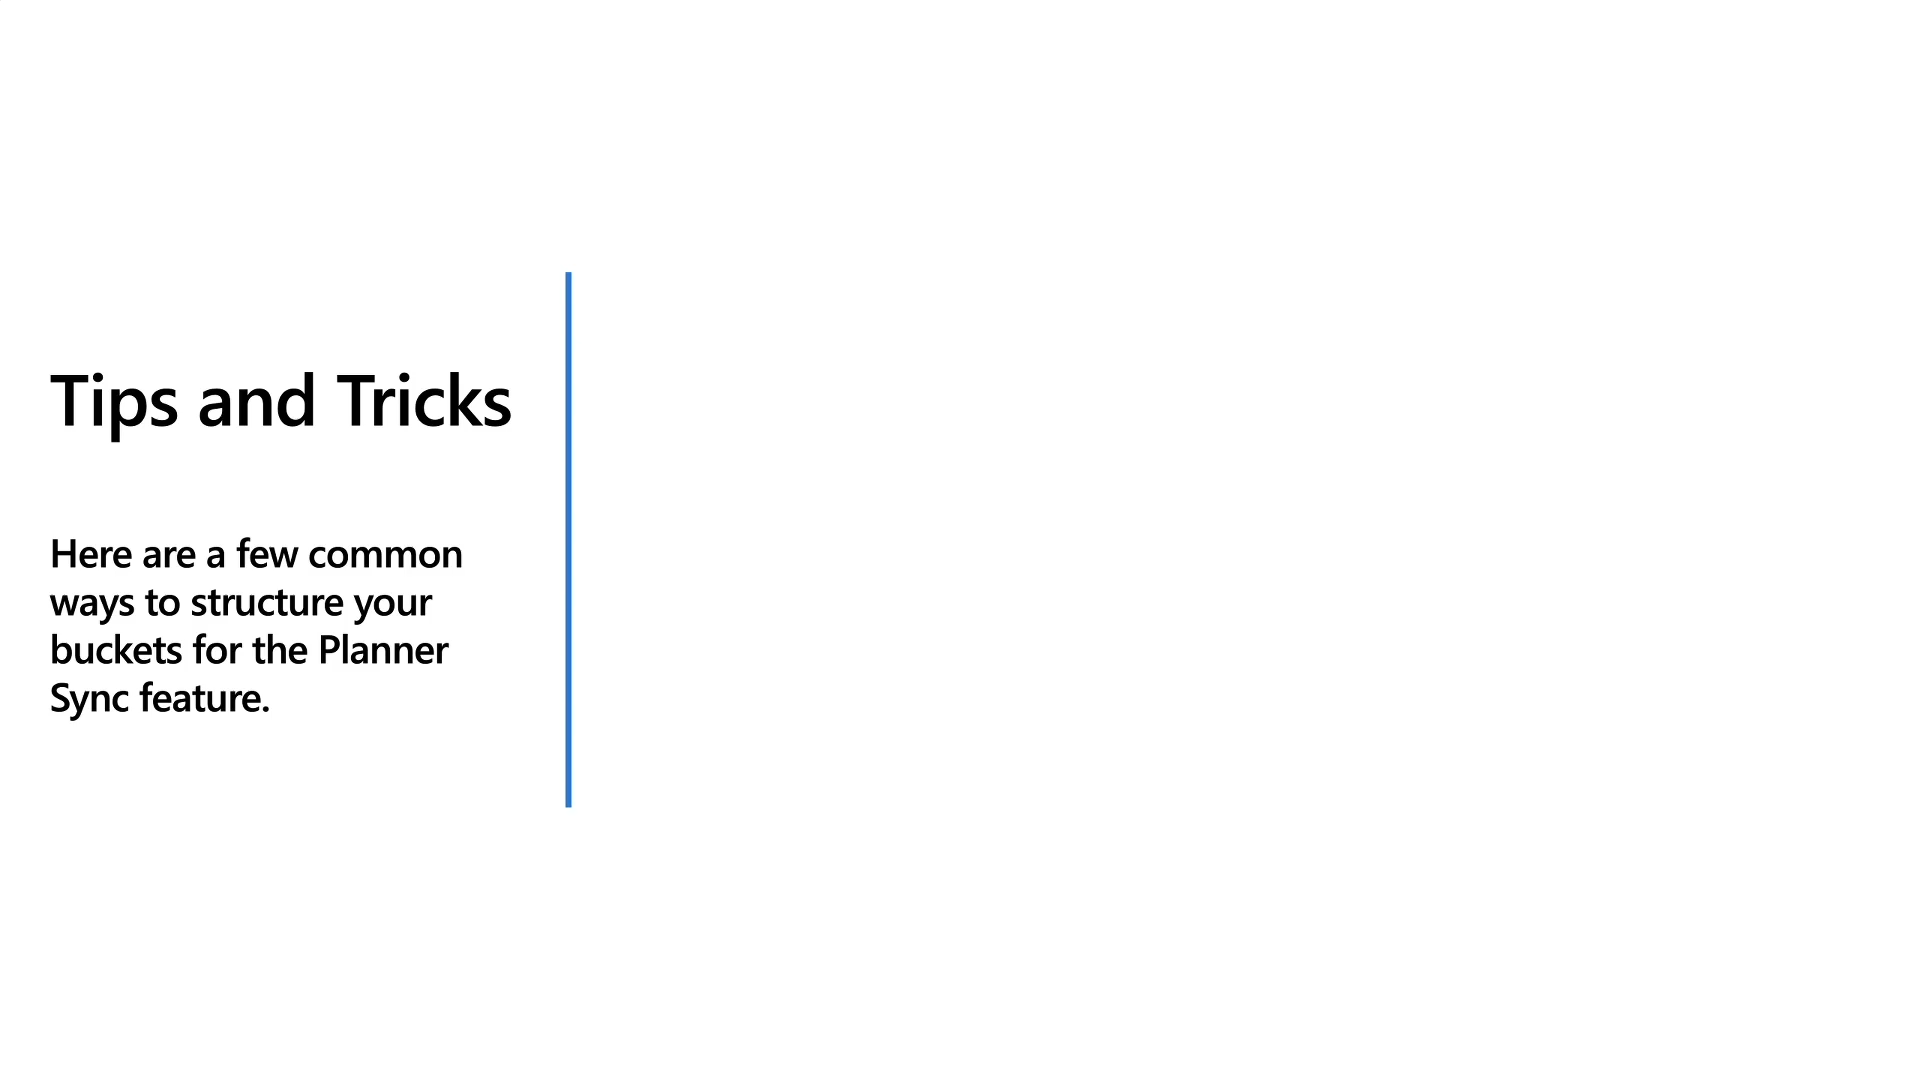 Tips and Tricks
Here are a few common
ways to structure your
buckets for the Planner
Sync feature.